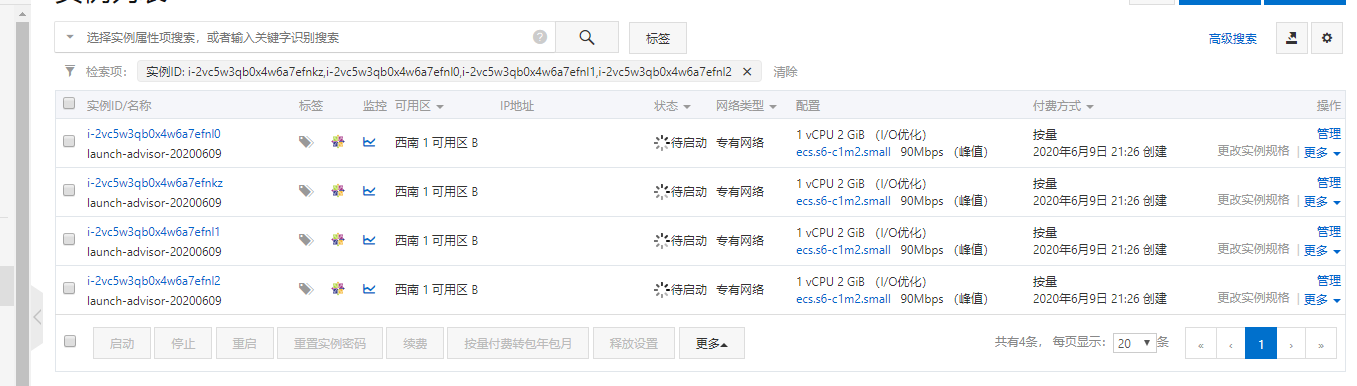 选择实例属性项搜索，或者输入关键字识别搜索
?
标签
高级搜索
检索项：
实例ID: i-2vc5w3qb0x4w6a7efnkz,i-2vc5w3qb0x4w6a7efnl0,i-2vc5w3qb0x4w6a7efnl1,i-2vc5w3qb0x4w6a7efnl2
清除
实例ID/名称 标签 监控 可用区 IP地址 状态 网络类型 配置 付费方式 操作
i-2vc5w3qb0x4w6a7efnl0
launch-advisor-20200609
西南 1 可用区 B
待启动
专有网络
1 vCPU 2 GiB （I/O优化）
ecs.s6-c1m2.small 90Mbps （峰值）
按量
2020年6月9日 21:26 创建
管理
更改实例规格 | 更多
i-2vc5w3qb0x4w6a7efnkz
launch-advisor-20200609
西南 1 可用区 B
待启动
专有网络
1 vCPU 2 GiB （I/O优化）
ecs.s6-c1m2.small 90Mbps （峰值）
按量
2020年6月9日 21:26 创建
管理
更改实例规格 | 更多
i-2vc5w3qb0x4w6a7efnl1
launch-advisor-20200609
西南 1 可用区 B
待启动
专有网络
1 vCPU 2 GiB （I/O优化）
ecs.s6-c1m2.small 90Mbps （峰值）
按量
2020年6月9日 21:26 创建
管理
更改实例规格 | 更多
i-2vc5w3qb0x4w6a7efnl2
launch-advisor-20200609
西南 1 可用区 B
待启动
专有网络
1 vCPU 2 GiB （I/O优化）
ecs.s6-c1m2.small 90Mbps （峰值）
按量
2020年6月9日 21:26 创建
管理
更改实例规格 | 更多
启动 停止 重启 重置实例密码 续费 按量付费转包年包月 释放设置 更多
共有4条， 每页显示： 20 条
« ‹ 1 › »